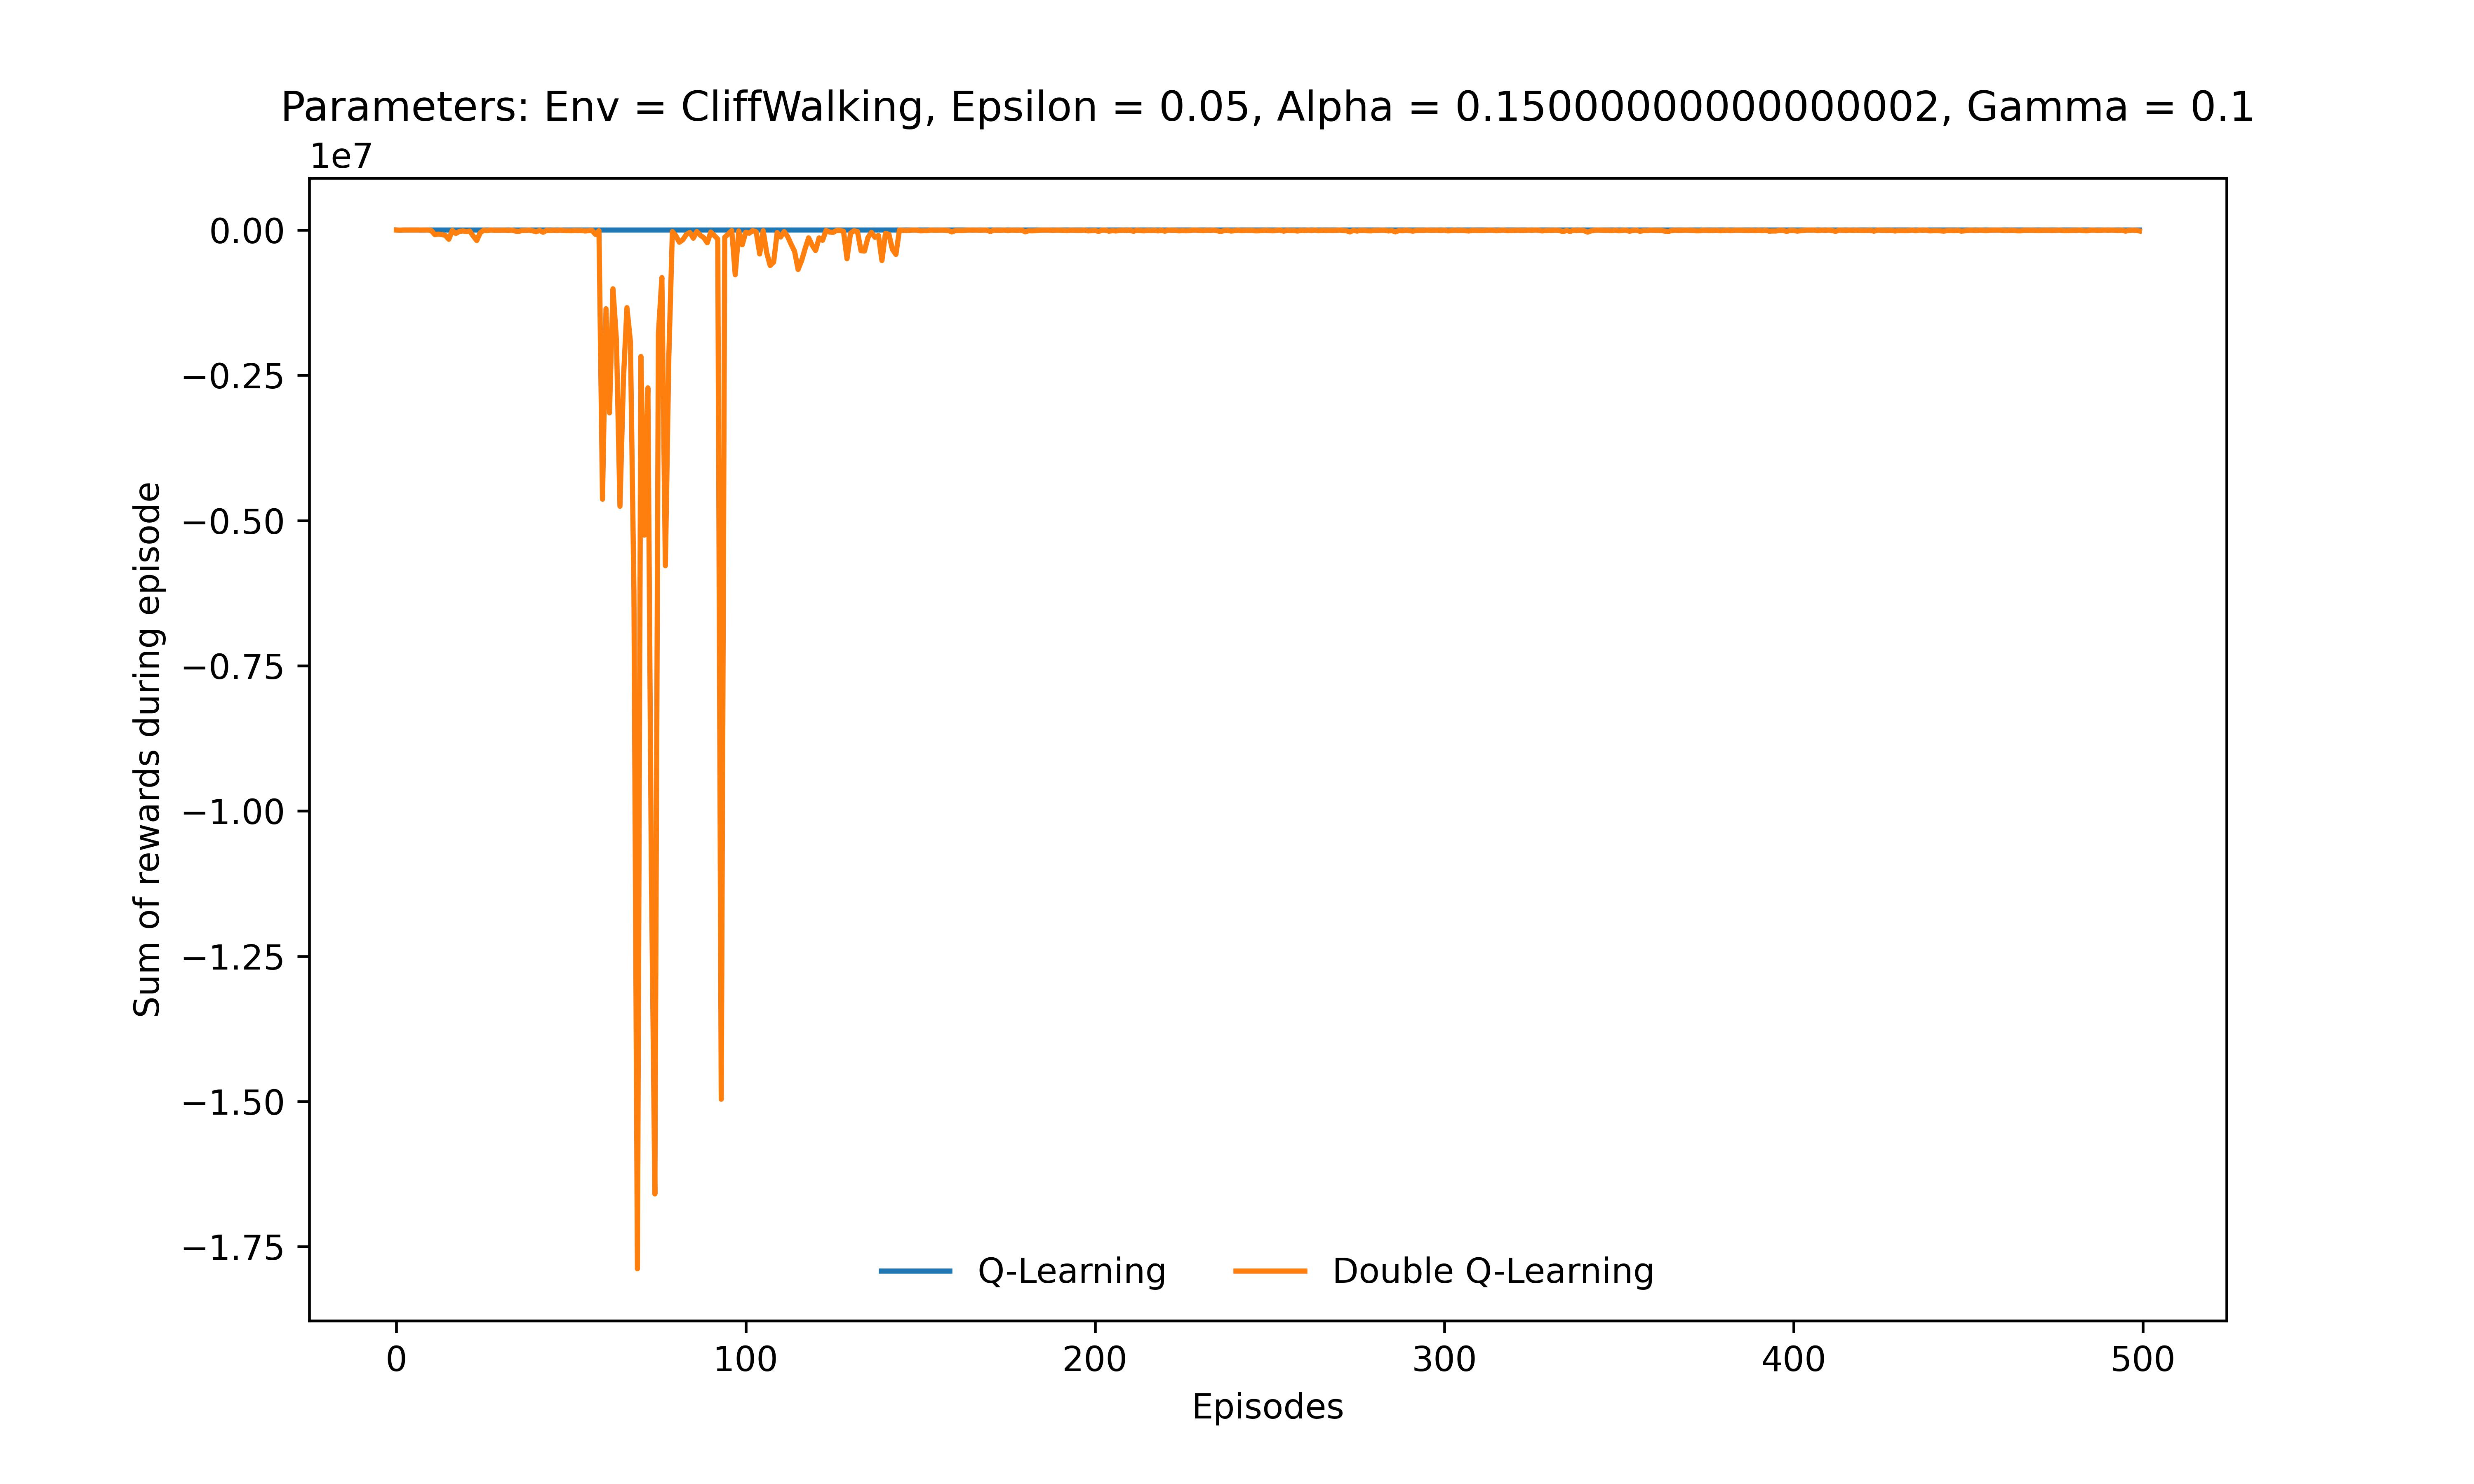 Parameters: Env = CliffWalking, Epsilon = 0.05, Alpha = 0.15000000000000002, Gamma = 0.1
1e7
0.00
−0.25
−0.50
−0.75
−1.00
−1.25
−1.50
−1.75
Sum of rewards during episode
Q-Learning
Double Q-Learning
0 100 200 300 400 500
Episodes